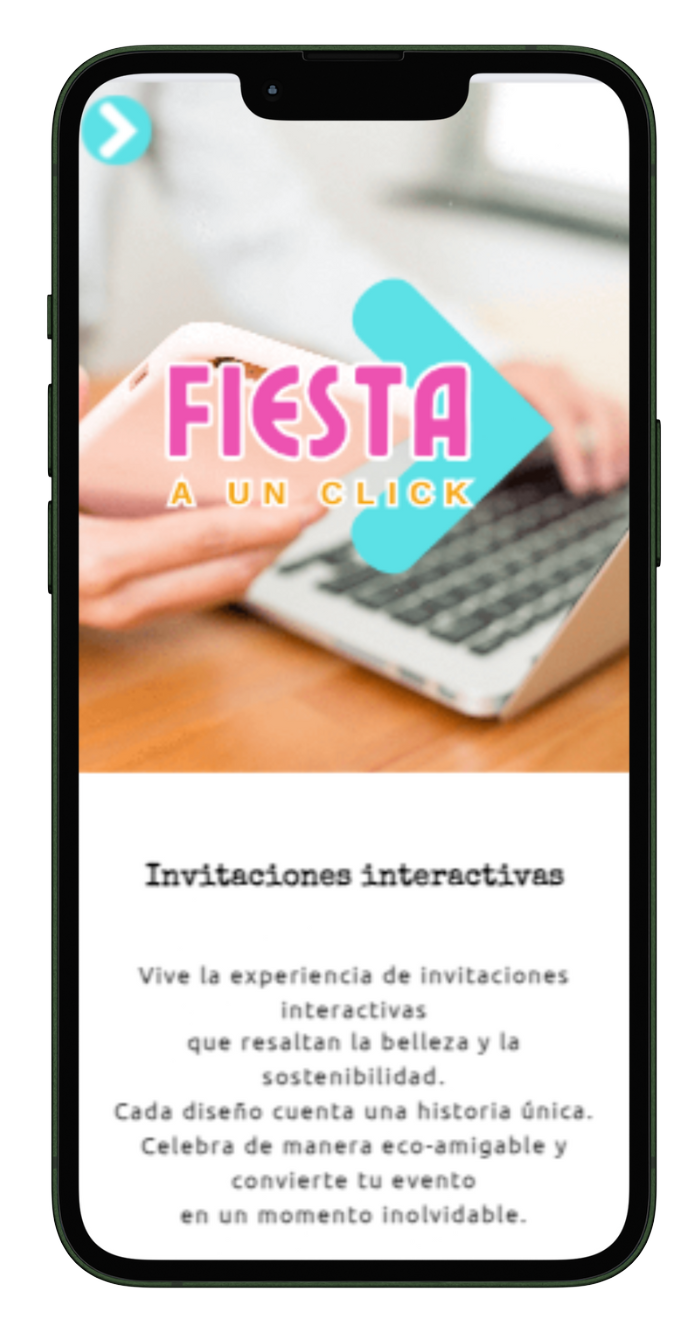 FIESTA
A UN CLICK
Invitaciones interactivas
Vive la experiencia de invitaciones
interactivas
que resaltan la belleza y la
sostenibilidad.
Cada diseño cuenta una historia única.
Celebra de manera eco-amigable y
convierte tu evento
en un momento inolvidable.